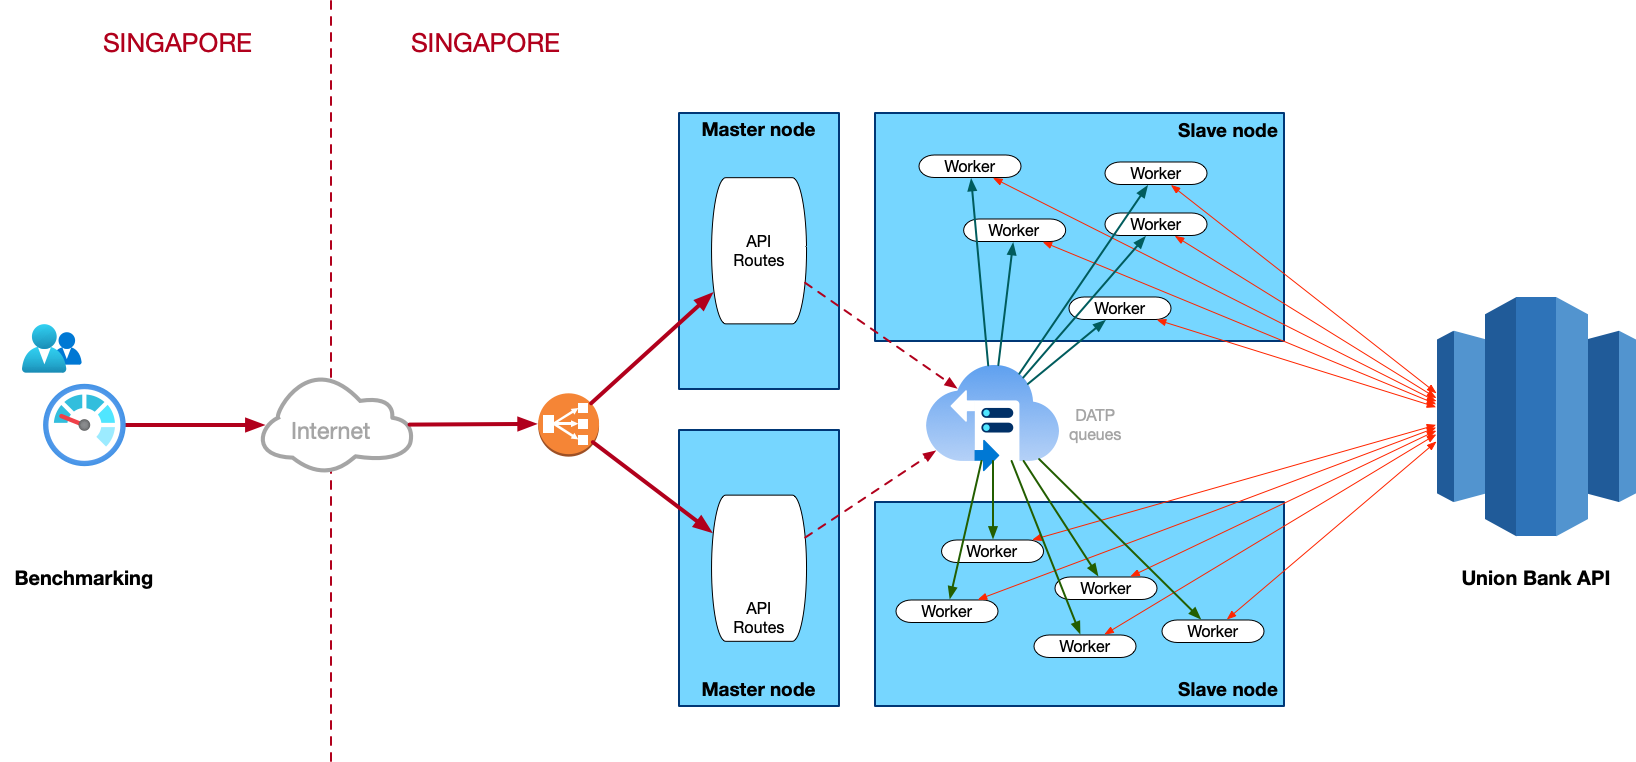 SINGAPORE
SINGAPORE
Master node
API
Routes
Slave node
Worker
Worker
Worker
Worker
Worker
Internet
DATP
queues
Benchmarking
Union Bank API
API
Routes
Master node
Worker
Worker
Worker
Worker
Worker
Slave node